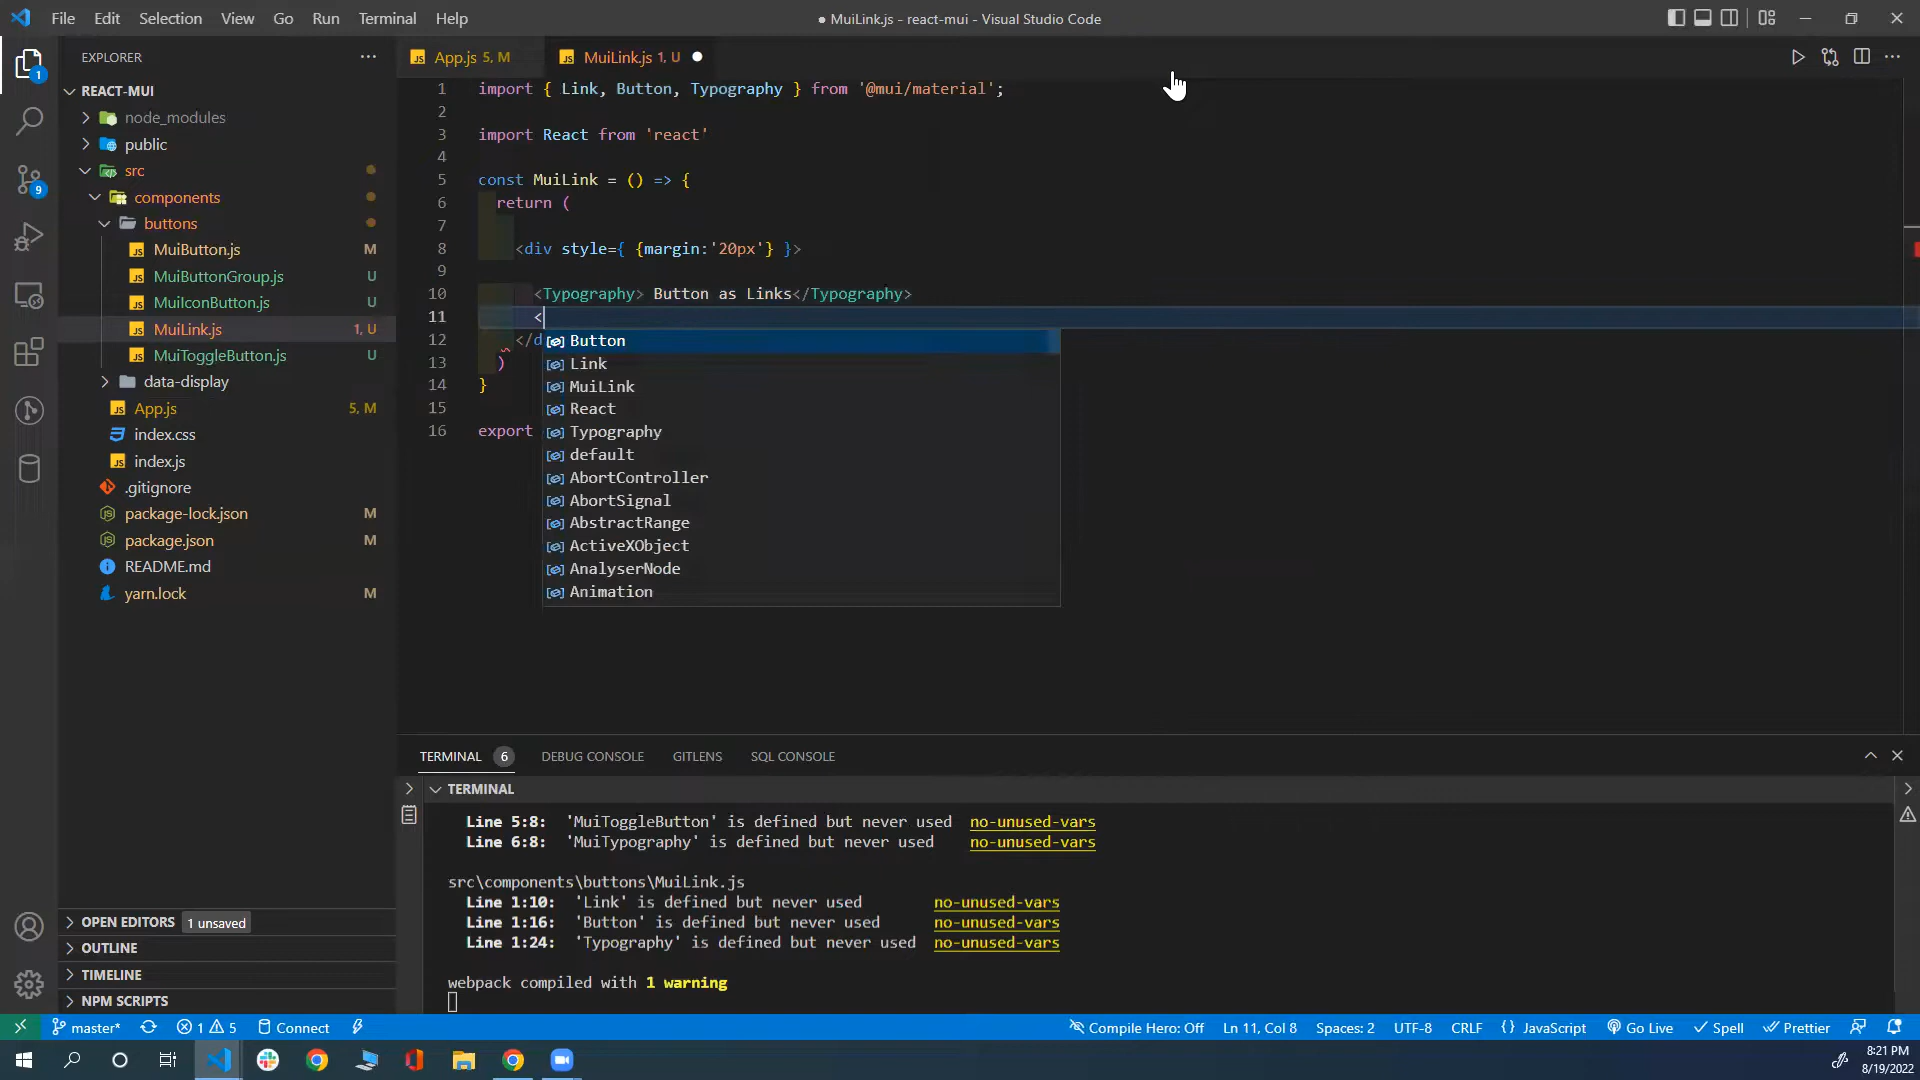 File Edit Selection View Go Run Terminal Help
● MuiLink.js - react-mui - Visual Studio Code
EXPLORER
REACT-MUI
node_modules
public
src
components
buttons
MuiButton.js M
MuiButtonGroup.js U
MuiIconButton.js U
MuiLink.js 1, U
MuiToggleButton.js U
data-display
App.js 5, M
index.css
index.js
.gitignore
package-lock.json M
package.json M
README.md
yarn.lock M
OPEN EDITORS 1 unsaved
OUTLINE
TIMELINE
NPM SCRIPTS
1
9
App.js 5, M
MuiLink.js 1, U
1 import { Link, Button, Typography } from '@mui/material';
2
3 import React from 'react'
4
5 const MuiLink = () => {
6 return (
7
8 <div style={ {margin:'20px'} }>
9
10 <Typography> Button as Links</Typography>
11 <
12 </d
13 )
14 }
15
16 export
Button
Link
MuiLink
React
Typography
default
AbortController
AbortSignal
AbstractRange
ActiveXObject
AnalyserNode
Animation
TERMINAL 6 DEBUG CONSOLE GITLENS SQL CONSOLE
TERMINAL
Line 5:8: 'MuiToggleButton' is defined but never used no-unused-vars
Line 6:8: 'MuiTypography' is defined but never used no-unused-vars
src\components\buttons\MuiLink.js
Line 1:10: 'Link' is defined but never used no-unused-vars
Line 1:16: 'Button' is defined but never used no-unused-vars
Line 1:24: 'Typography' is defined but never used no-unused-vars
webpack compiled with 1 warning
master* 1 5 Connect Compile Hero: Off Ln 11, Col 8 Spaces: 2 UTF-8 CRLF JavaScript Go Live Spell Prettier
8:21 PM
8/19/2022